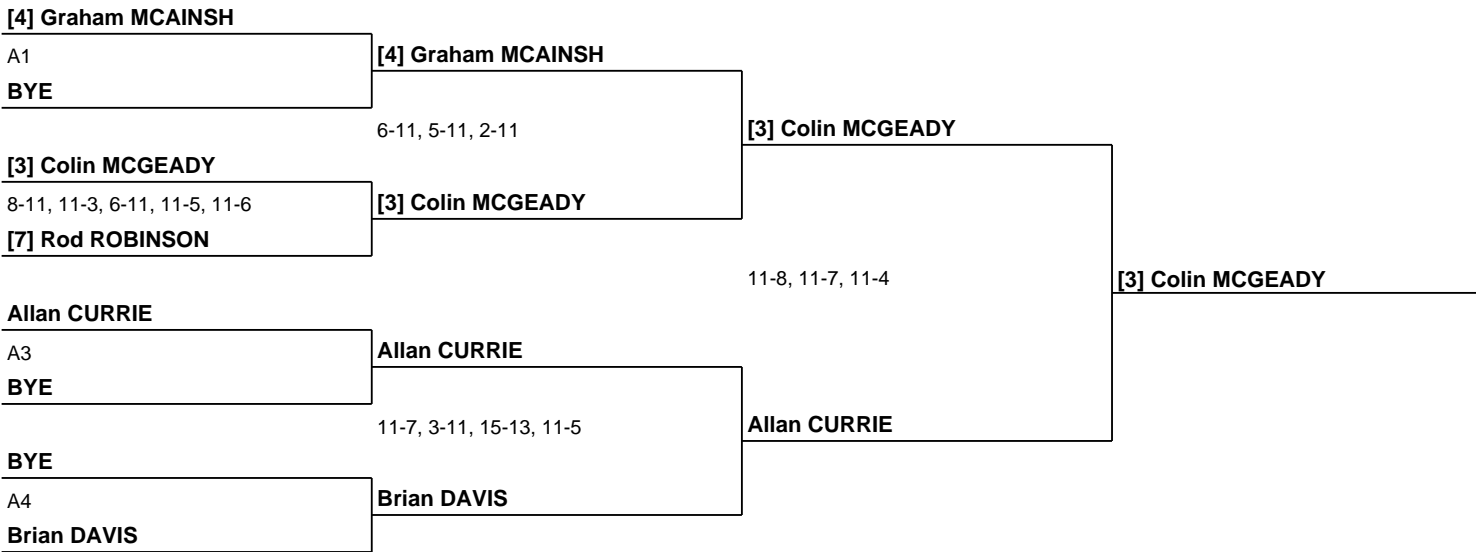 [4] Graham MCAINSH
A1
[4] Graham MCAINSH
BYE
6-11, 5-11, 2-11
[3] Colin MCGEADY
[3] Colin MCGEADY
8-11, 11-3, 6-11, 11-5, 11-6
[3] Colin MCGEADY
[7] Rod ROBINSON
11-8, 11-7, 11-4
[3] Colin MCGEADY
Allan CURRIE
A3
Allan CURRIE
BYE
11-7, 3-11, 15-13, 11-5
Allan CURRIE
BYE
A4
Brian DAVIS
Brian DAVIS